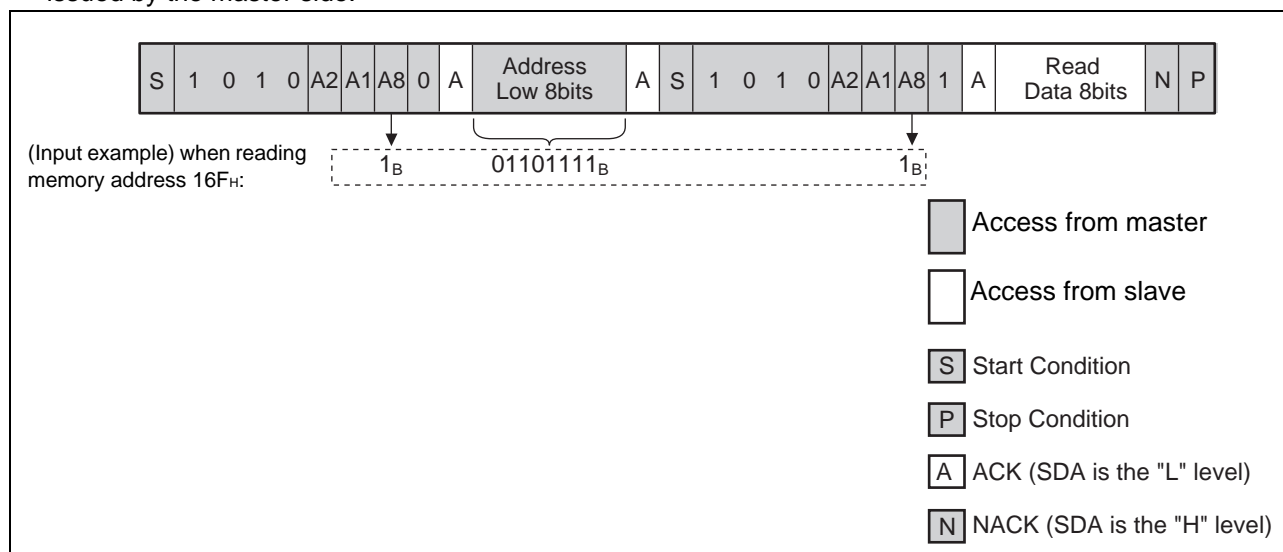 issued by the master side.
S 1 0 1 0 A2 A1 A8 0 A Address Low 8bits A S 1 0 1 0 A2 A1 A8 1 A Read Data 8bits N P
(Input example) when reading
memory address 16FH:
1B 01101111B 1B
Access from master
Access from slave
S Start Condition
P Stop Condition
A ACK (SDA is the "L" level)
N NACK (SDA is the "H" level)